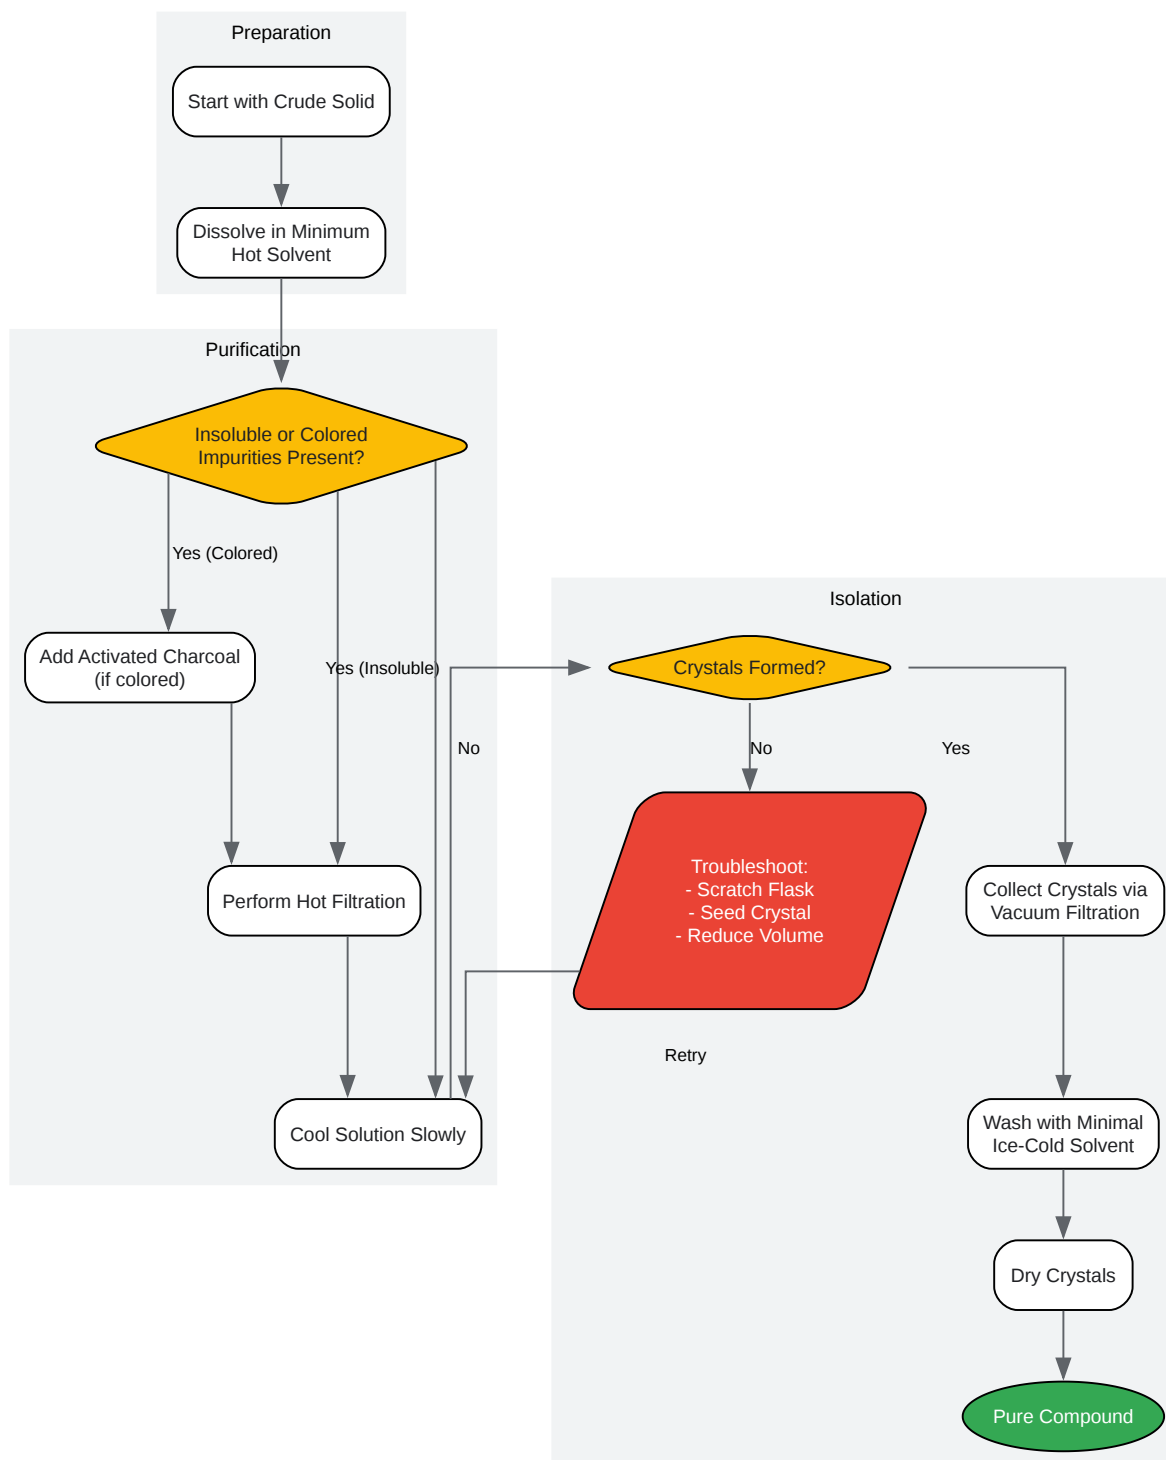 Preparation
Start with Crude Solid
Dissolve in Minimum
Hot Solvent
Purification
Insoluble or Colored
Impurities Present?
Yes (Colored)
Add Activated Charcoal
(if colored)
Yes (Insoluble)
No
Perform Hot Filtration
Cool Solution Slowly
Isolation
Crystals Formed?
No
Yes
Troubleshoot:
- Scratch Flask
- Seed Crystal
- Reduce Volume
Retry
Collect Crystals via
Vacuum Filtration
Wash with Minimal
Ice-Cold Solvent
Dry Crystals
Pure Compound